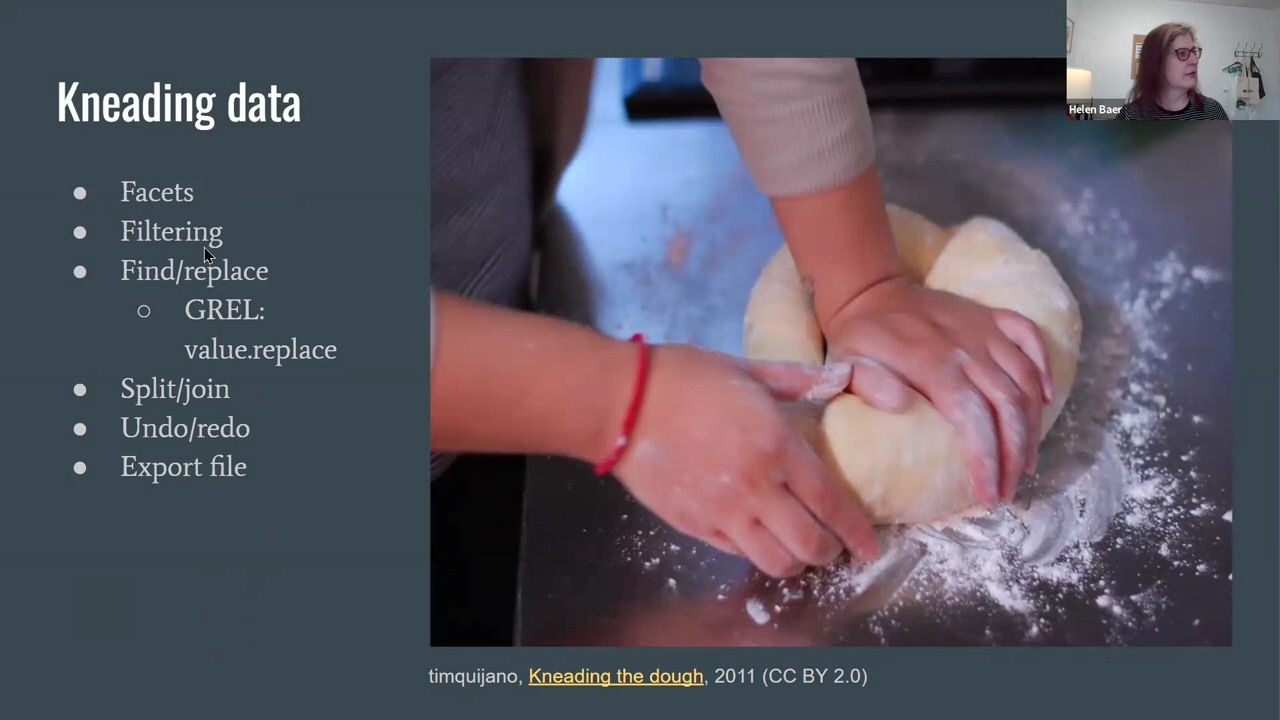 Kneading data
Helen Baer
● Facets
● Filtering
● Find/replace
○ GREL:
value.replace
● Split/join
● Undo/redo
● Export file
timquijano, Kneading the dough, 2011 (CC BY 2.0)